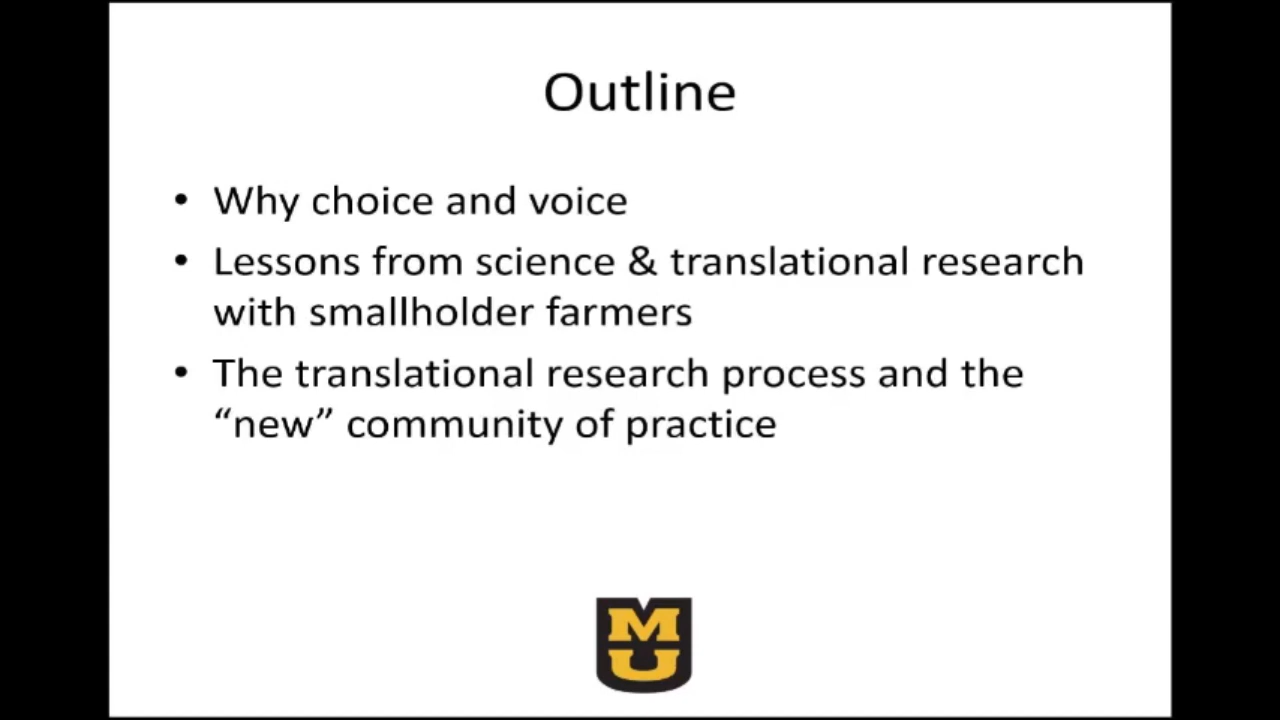 Outline
• Why choice and voice
• Lessons from science & translational research
with smallholder farmers
• The translational research process and the
“new” community of practice
M
U